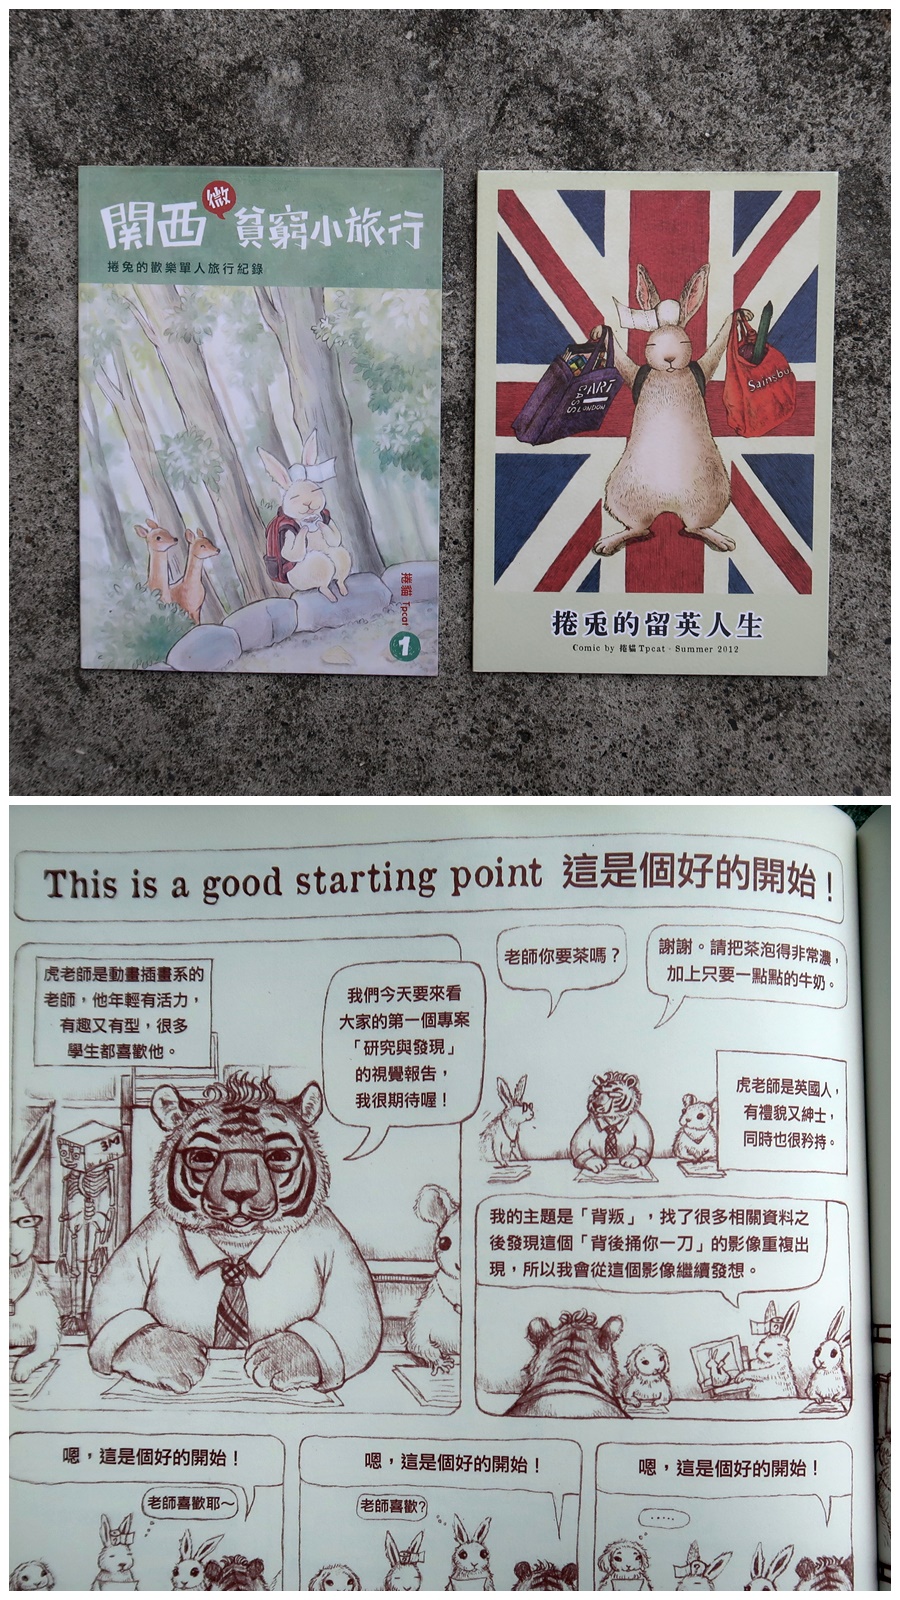 関西微貧窮小旅行
捲兔的歡樂單人旅行紀錄
捲貓 Tpcat
1
CASS ART
LONDON
Sainsbu
捲兎的留英人生
Comic by 捲貓Tpcat · Summer 2012
This is a good starting point 這是個好的開始！
虎老師是動畫插畫系的
老師，他年輕有活力，
有趣又有型，很多
學生都喜歡他。
我們今天要來看
大家的第一個專案
「研究與發現」
的視覺報告，
我很期待喔！
3M
老師你要茶嗎？
謝謝。請把茶泡得非常濃，
加上只要一點點的牛奶。
虎老師是英國人，
有禮貌又紳士，
同時也很矜持。
我的主題是「背叛」，找了很多相關資料之
後發現這個「背後捅你一刀」的影像重複出
現，所以我會從這個影像繼續發想。
嗯，這是個好的開始！
老師喜歡耶～
嗯，這是個好的開始！
老師喜歡?
嗯，這是個好的開始！
‥‥‥